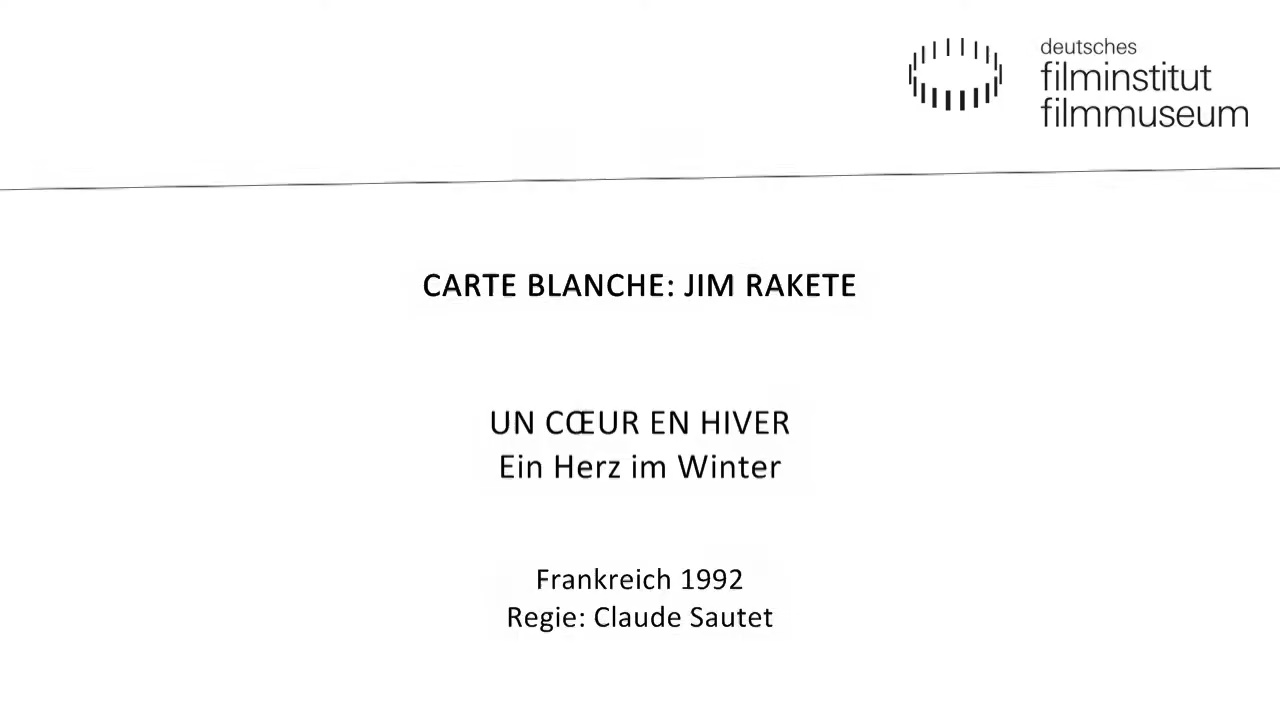 deutsches
filminstitut
filmmuseum
CARTE BLANCHE: JIM RAKETE
UN CŒUR EN HIVER
Ein Herz im Winter
Frankreich 1992
Regie: Claude Sautet